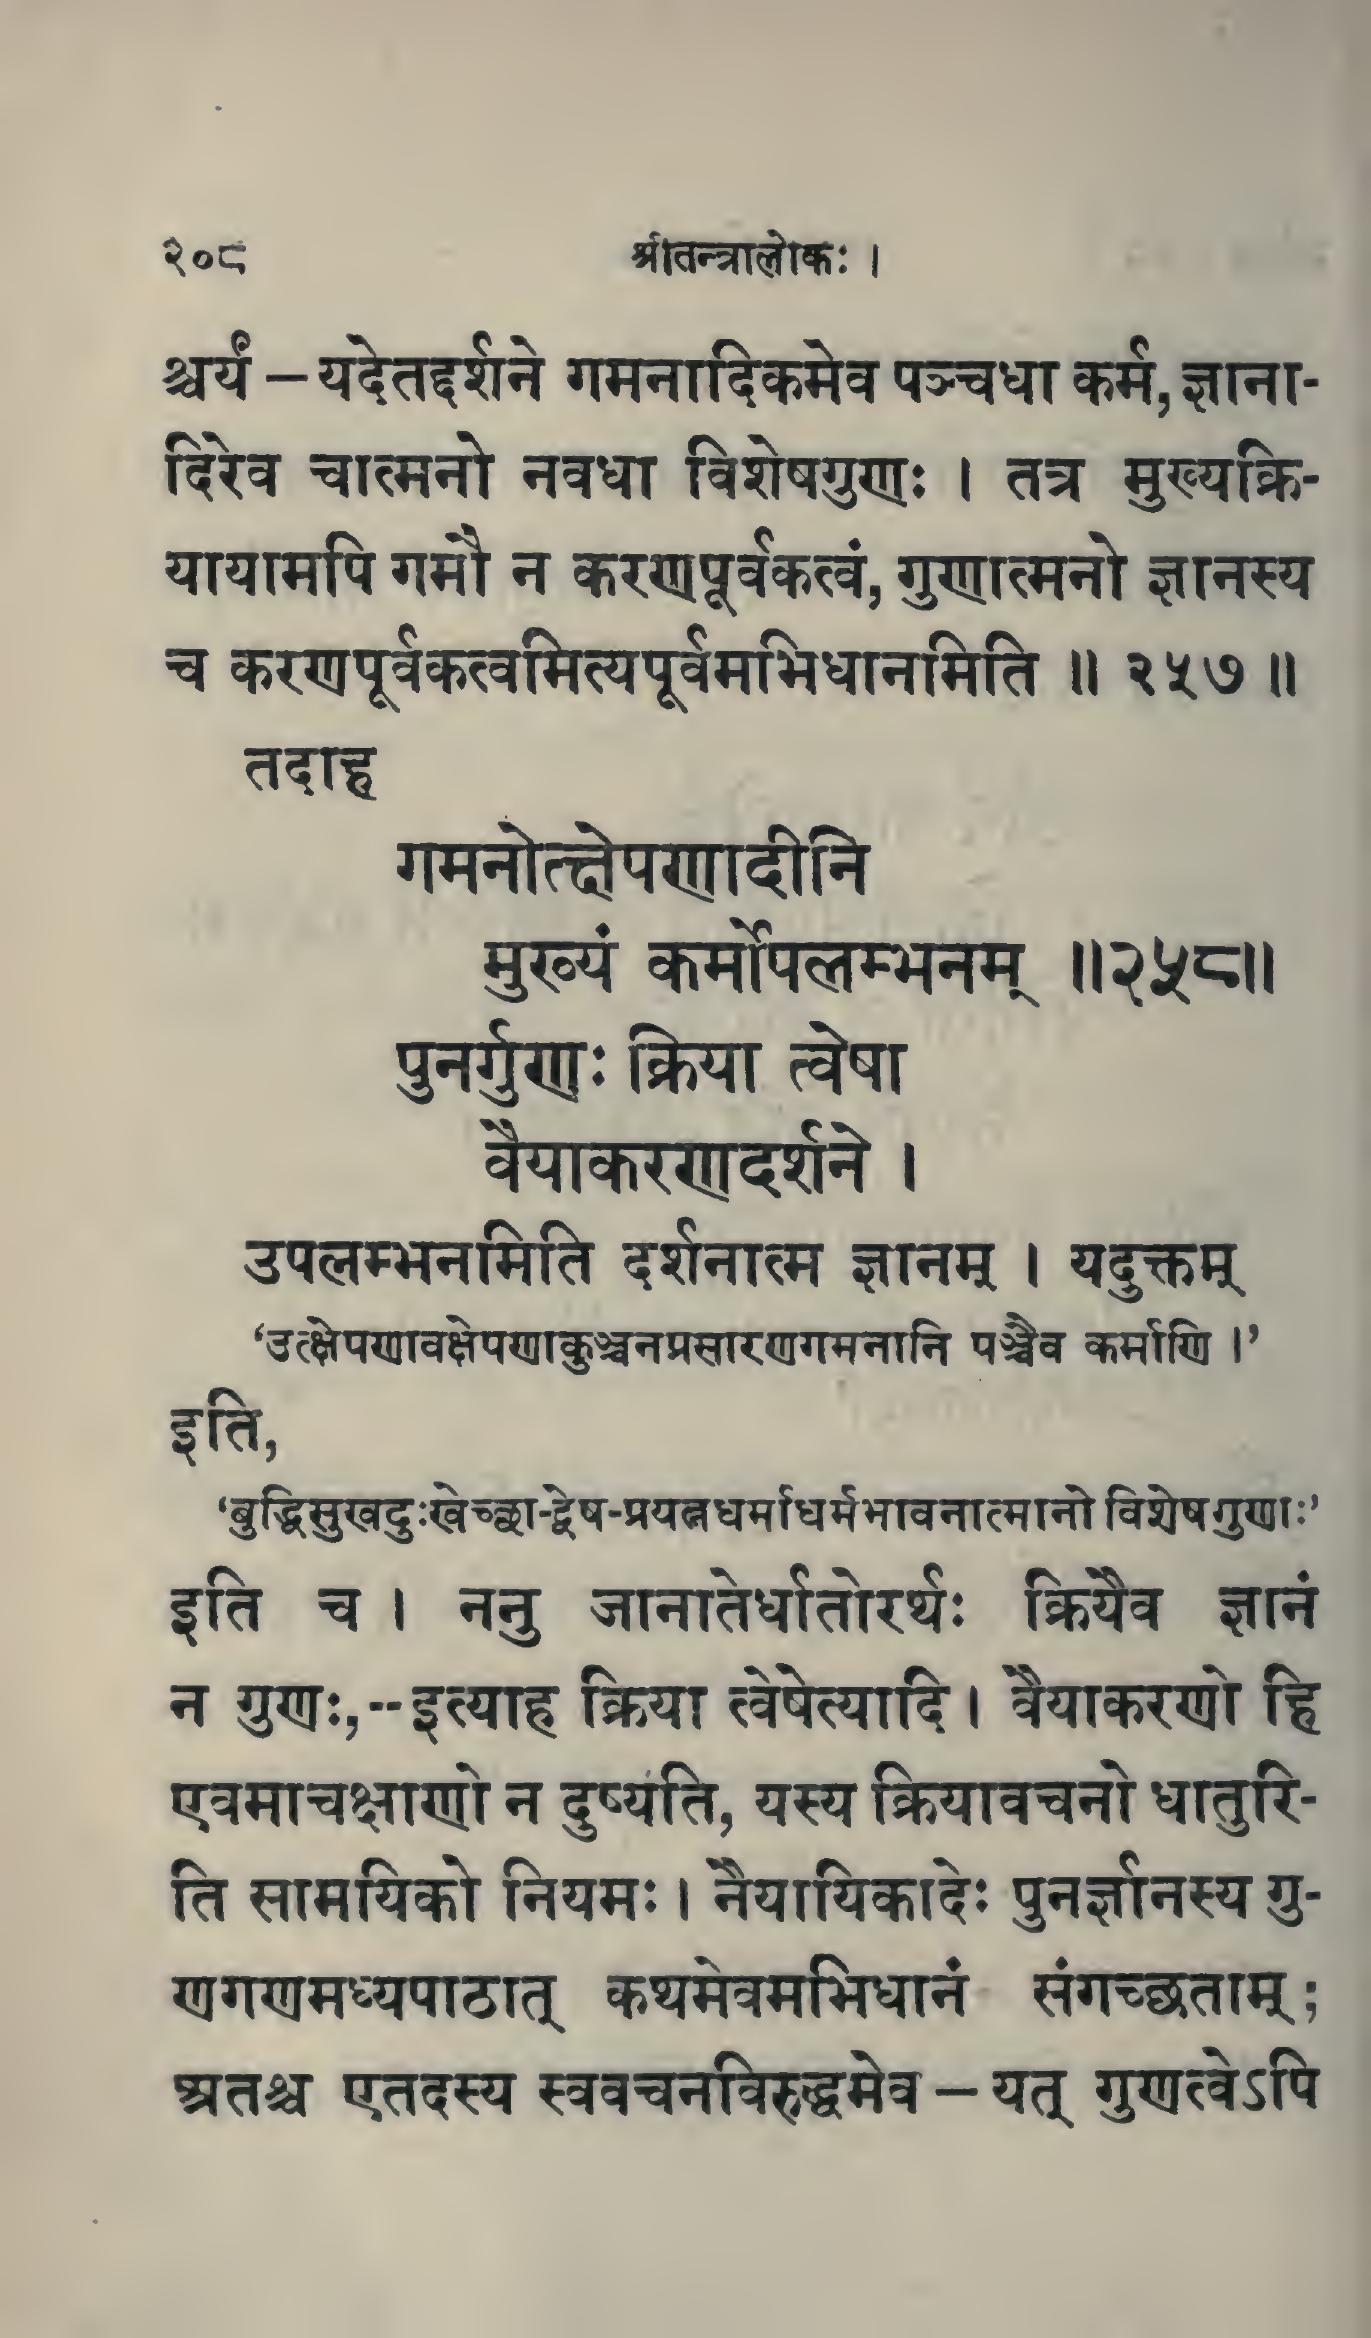 २०८ श्रीतन्त्रालोकः ।
श्चर्यं – यदेतद्दर्शने गमनादिकमेव पञ्चधा कर्म, ज्ञाना-
दिरेव चात्मनो नवधा विशेषगुणः । तत्र मुख्यक्रि-
यायामपि गमौ न करणपूर्वकत्वं, गुणात्मनो ज्ञानस्य
च करणपूर्वकत्वमित्यपूर्वमभिधानमिति ॥ २५७ ॥
तदाह
गमनोत्क्षेपणादीनि
मुख्यं कर्मोपलम्भनम् ॥२५८॥
पुनर्गुणः क्रिया त्वेषा
वैयाकरणदर्शने ।
उपलम्भनमिति दर्शनात्म ज्ञानम् । यदुक्तम्
‘उत्क्षेपणावक्षेपणाकुञ्चनप्रसारणगमनानि पञ्चैव कर्माणि ।’
इति,
‘बुद्धिसुखदुःखेच्छा-द्वेष-प्रयत्नधर्माधर्मभावनात्मानो विशेषगुणाः’
इति च । ननु जानातेर्धातोरर्थः क्रियैव ज्ञानं
न गुणः,--इत्याह क्रिया त्वेषेत्यादि । वैयाकरणो हि
एवमाचक्षाणो न दुष्यति, यस्य क्रियावचनो धातुरि-
ति सामयिको नियमः । नैयायिकादेः पुनर्ज्ञानस्य गु-
णगणमध्यपाठात् कथमेवमभिधानं संगच्छताम् ;
अतश्च एतदस्य स्ववचनविरुद्धमेव – यत् गुणत्वेऽपि